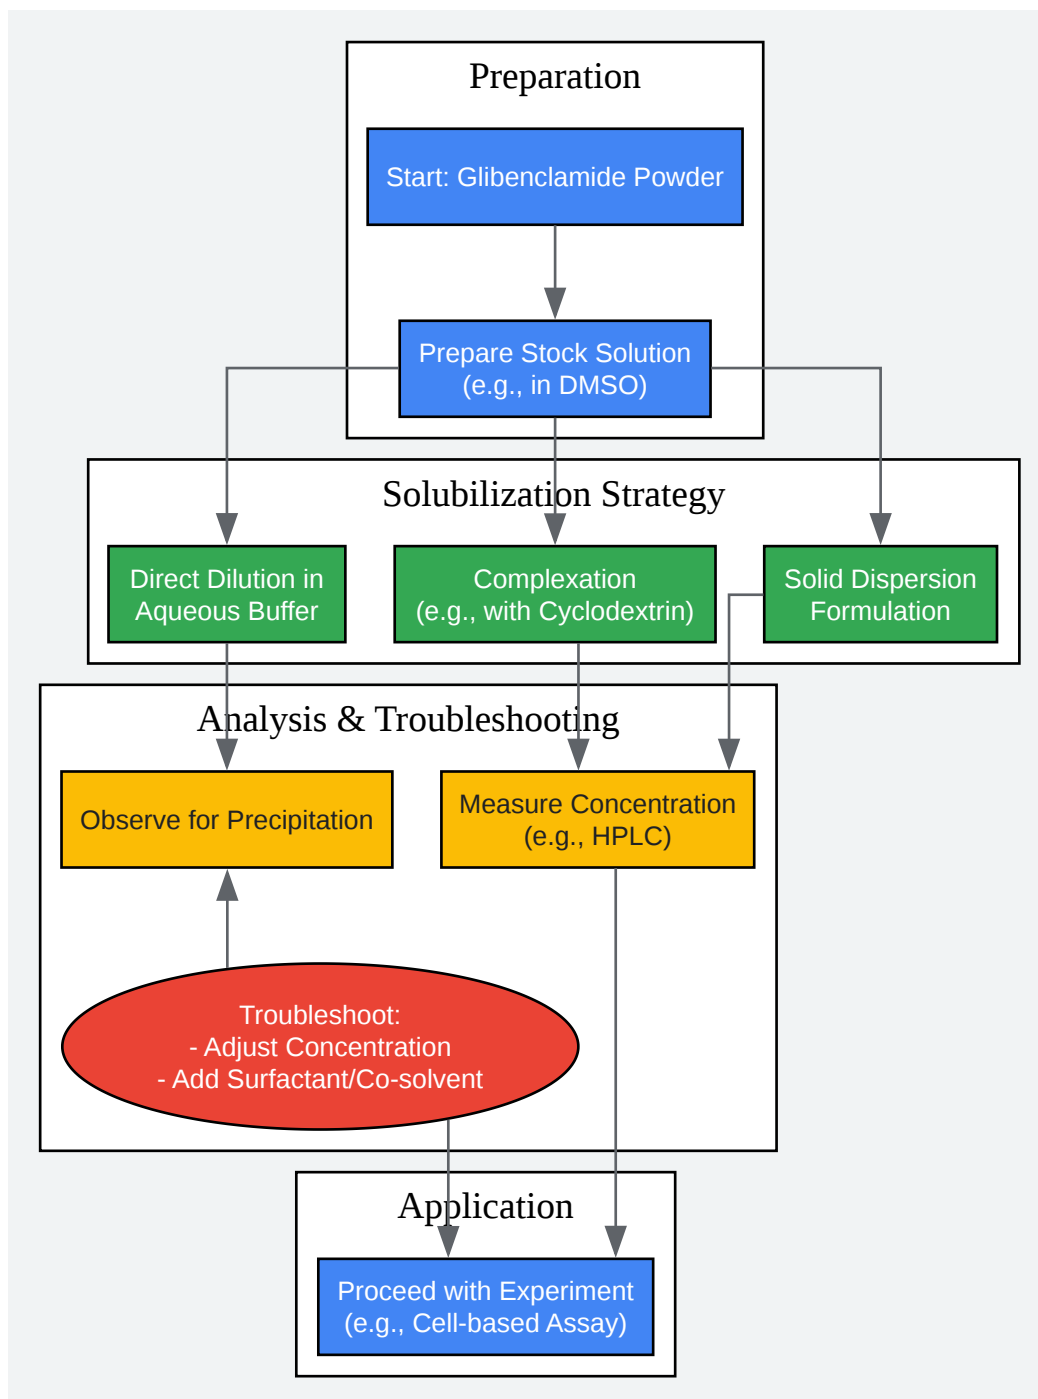 Preparation
Start: Glibenclamide Powder
Prepare Stock Solution
(e.g., in DMSO)
Solubilization Strategy
Direct Dilution in
Aqueous Buffer
Complexation
(e.g., with Cyclodextrin)
Solid Dispersion
Formulation
Analysis & Troubleshooting
Observe for Precipitation
Measure Concentration
(e.g., HPLC)
Troubleshoot:
- Adjust Concentration
- Add Surfactant/Co-solvent
Application
Proceed with Experiment
(e.g., Cell-based Assay)